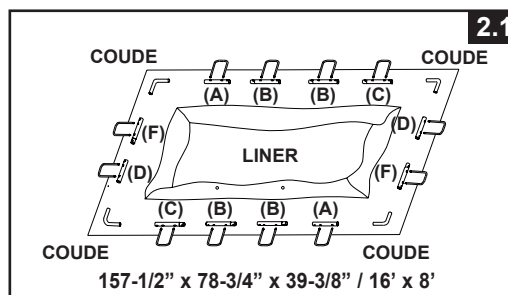 2.1
COUDE COUDE
(A) (B) (B) (C)
(F) (D)
LINER
(D) (F)
(C) (B) (B) (A)
COUDE COUDE
157-1/2” x 78-3/4” x 39-3/8” / 16’ x 8’